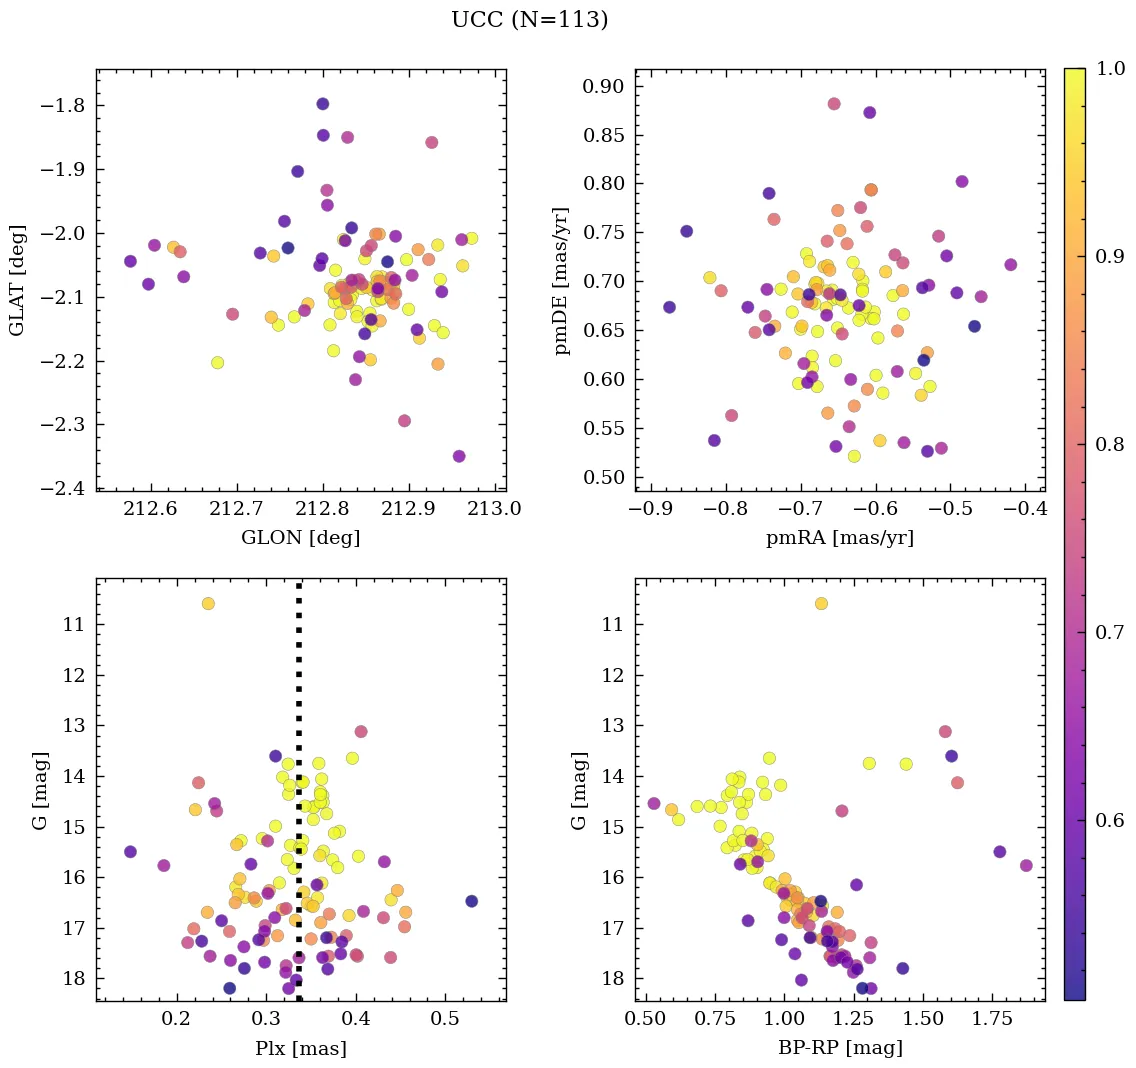 UCC (N=113)
−1.8
−1.9
−2.0
−2.1
−2.2
−2.3
−2.4
GLAT [deg]
212.6 212.7 212.8 212.9 213.0
GLON [deg]
0.90
0.85
0.80
0.75
0.70
0.65
0.60
0.55
0.50
pmDE [mas/yr]
−0.9 −0.8 −0.7 −0.6 −0.5 −0.4
pmRA [mas/yr]
1.0
0.9
0.8
0.7
0.6
11
12
13
14
15
16
17
18
G [mag]
0.2 0.3 0.4 0.5
Plx [mas]
11
12
13
14
15
16
17
18
G [mag]
0.50 0.75 1.00 1.25 1.50 1.75
BP-RP [mag]